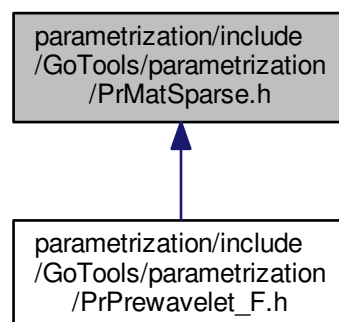 parametrization/include
/GoTools/parametrization
/PrMatSparse.h
parametrization/include
/GoTools/parametrization
/PrPrewavelet_F.h